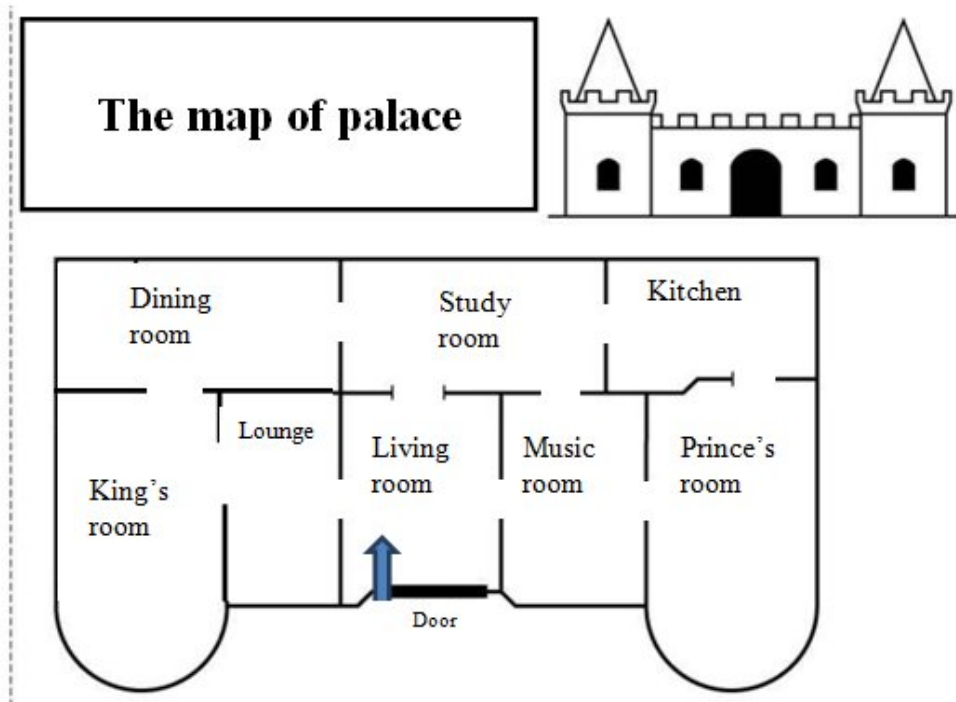 The map of palace
Dining
room
Study
room
Kitchen
Lounge
Living
room
Music
room
Prince's
room
King's
room
Door